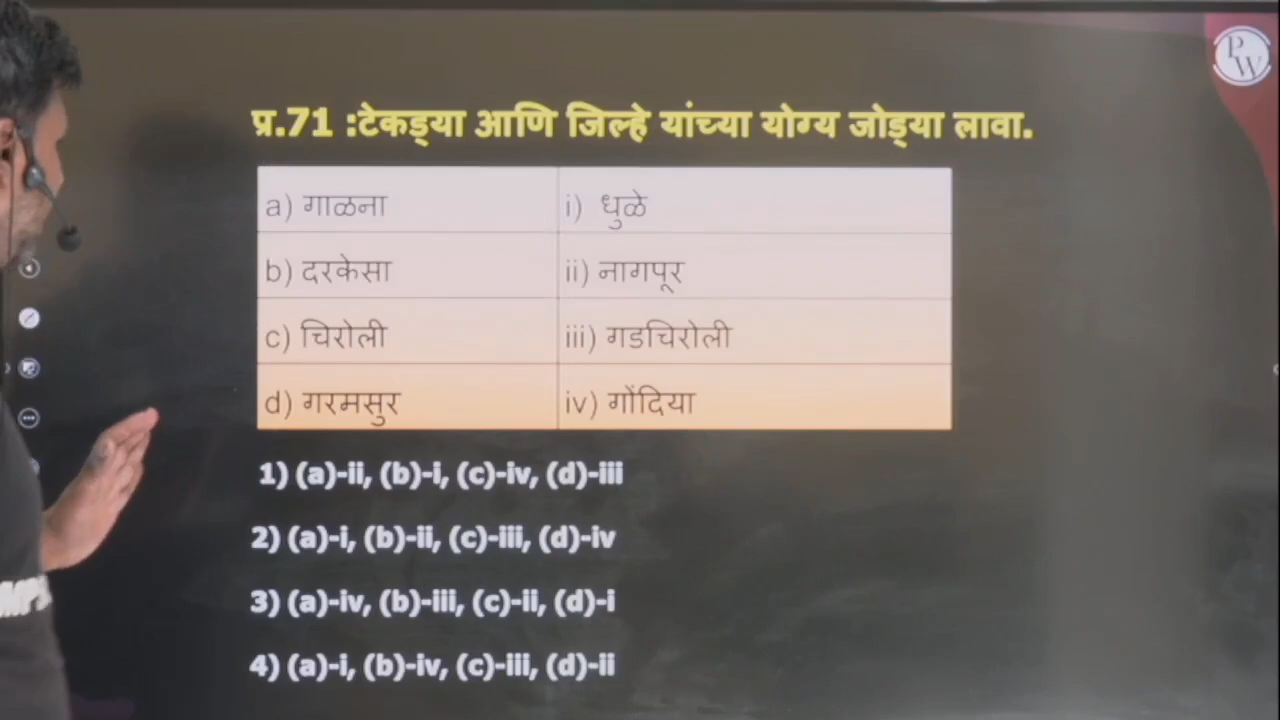 PW
प्र.71 :टेकड्या आणि जिल्हे यांच्या योग्य जोड्या लावा.
a) गाळना i) धुळे
b) दरकेसा ii) नागपूर
c) चिरोली iii) गडचिरोली
d) गरमसुर iv) गोंदिया
1) (a)-ii, (b)-i, (c)-iv, (d)-iii
2) (a)-i, (b)-ii, (c)-iii, (d)-iv
3) (a)-iv, (b)-iii, (c)-ii, (d)-i
4) (a)-i, (b)-iv, (c)-iii, (d)-ii